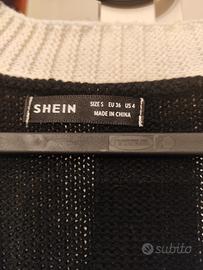 SHEIN
SIZE S EU 36 US 4
MADE IN CHINA
subito